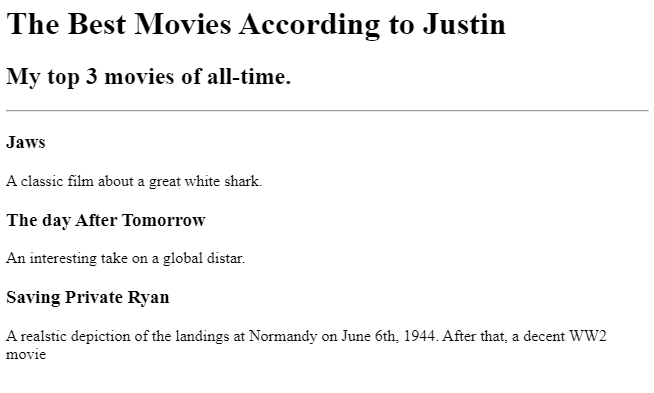 The Best Movies According to Justin
My top 3 movies of all-time.
Jaws
A classic film about a great white shark.
The day After Tomorrow
An interesting take on a global distar.
Saving Private Ryan
A realstic depiction of the landings at Normandy on June 6th, 1944. After that, a decent WW2
movie